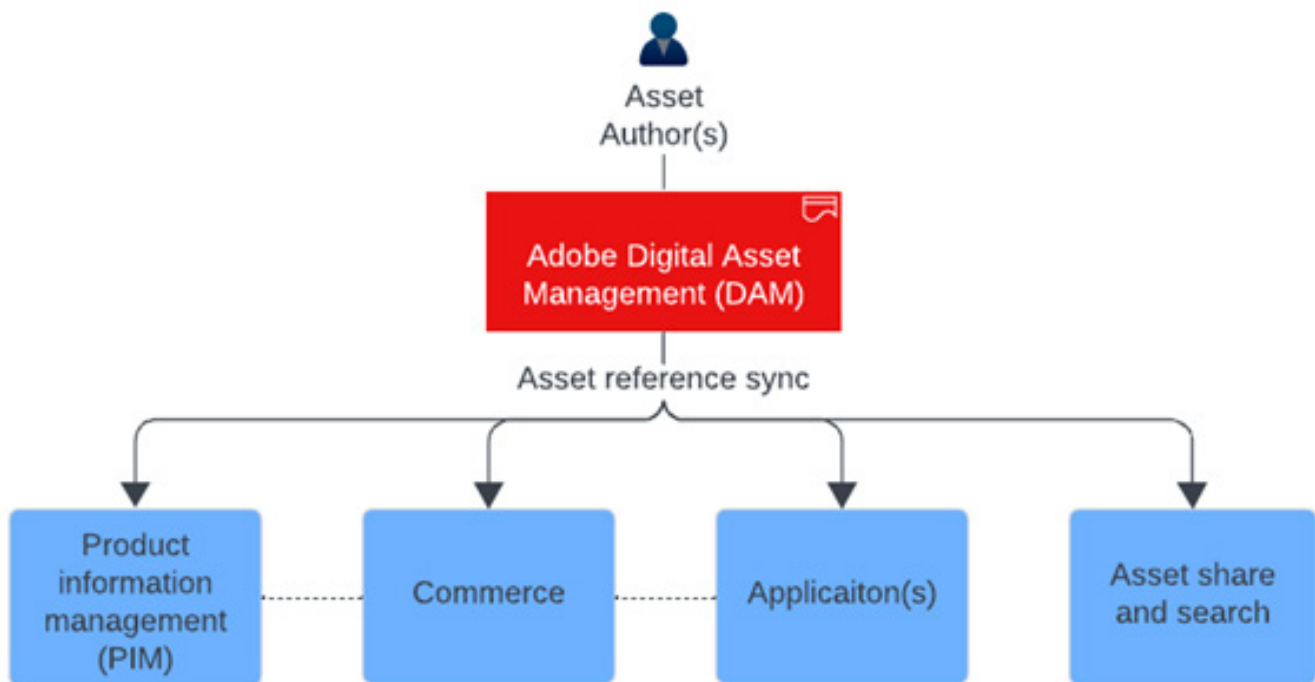 Asset
Author(s)
Adobe Digital Asset
Management (DAM)
Asset reference sync
Product
information
management
(PIM)
Commerce
Applicaiton(s)
Asset share
and search